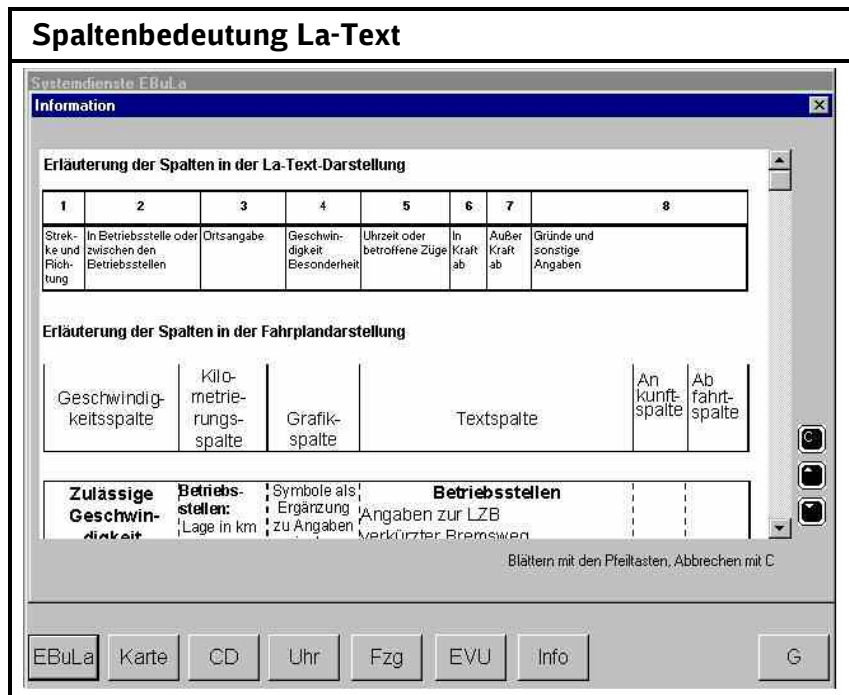 Spaltenbedeutung La-Text
Systemdienste EBuLa
Information
Erläuterung der Spalten in der La-Text-Darstellung
1 2 3 4 5 6 7 8
Strek-
ke und
Rich-
tung
In Betriebsstelle oder
zwischen den
Betriebsstellen
Ortsangabe
Geschwin-
digkeit
Besonderheit
Uhrzeit oder
betroffene Züge
In
Kraft
ab
Außer
Kraft
ab
Gründe und
sonstige
Angaben
Erläuterung der Spalten in der Fahrplandarstellung
Geschwindig-
keitsspalte
Kilo-
metrie-
rungs-
spalte
Grafik-
spalte
Textspalte
An
kunft-
spalte
Ab
fahrt-
spalte
Zulässige
Geschwin-
digkeit
Betriebs-
stellen:
Lage in km
Symbole als
Ergänzung
zu Angaben
Betriebsstellen
Angaben zur LZB
verkürzter Bremsweg
C
Blättern mit den Pfeiltasten, Abbrechen mit C
EBuLa Karte CD Uhr Fzg EVU Info G